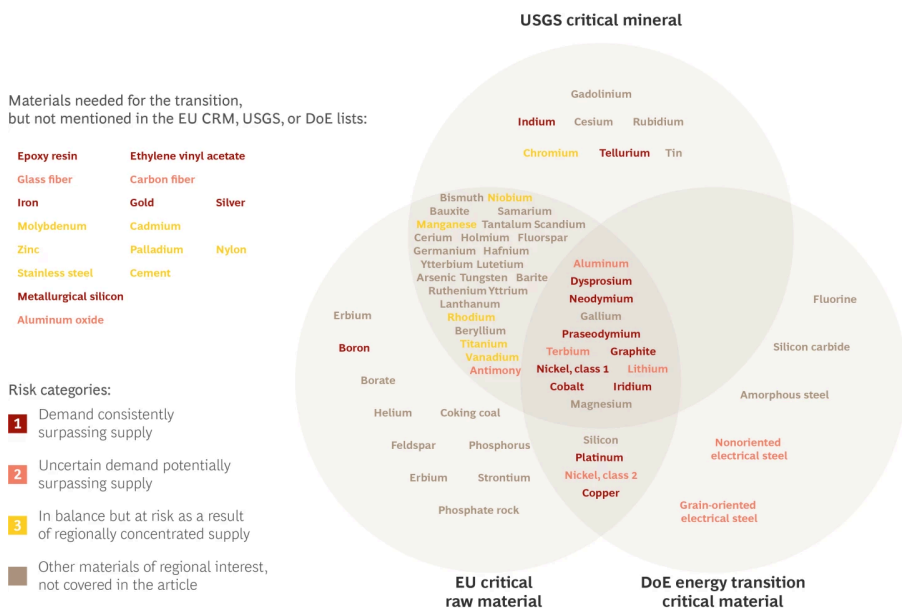 USGS critical mineral
Materials needed for the transition,
but not mentioned in the EU CRM, USGS, or DoE lists:
Epoxy resin Ethylene vinyl acetate
Glass fiber Carbon fiber
Iron Gold Silver
Molybdenum Cadmium
Zinc Palladium Nylon
Stainless steel Cement
Metallurgical silicon
Aluminum oxide
Risk categories:
1 Demand consistently
surpassing supply
2 Uncertain demand potentially
surpassing supply
3 In balance but at risk as a result
of regionally concentrated supply
Other materials of regional interest,
not covered in the article
Gadolinium
Indium Cesium Rubidium
Chromium Tellurium Tin
Bismuth Niobium
Bauxite Samarium
Manganese Tantalum Scandium
Cerium Holmium Fluorspar
Germanium Hafnium
Ytterbium Lutetium
Arsenic Tungsten Barite
Ruthenium Yttrium
Lanthanum
Rhodium
Beryllium
Titanium
Vanadium
Antimony
Aluminum
Dysprosium
Neodymium
Gallium
Praseodymium
Terbium Graphite
Nickel, class 1 Lithium
Cobalt Iridium
Magnesium
Silicon
Platinum
Nickel, class 2
Copper
Erbium
Boron
Borate
Helium Coking coal
Feldspar Phosphorus
Erbium Strontium
Phosphate rock
Fluorine
Silicon carbide
Amorphous steel
Nonoriented
electrical steel
Grain-oriented
electrical steel
EU critical
raw material
DoE energy transition
critical material